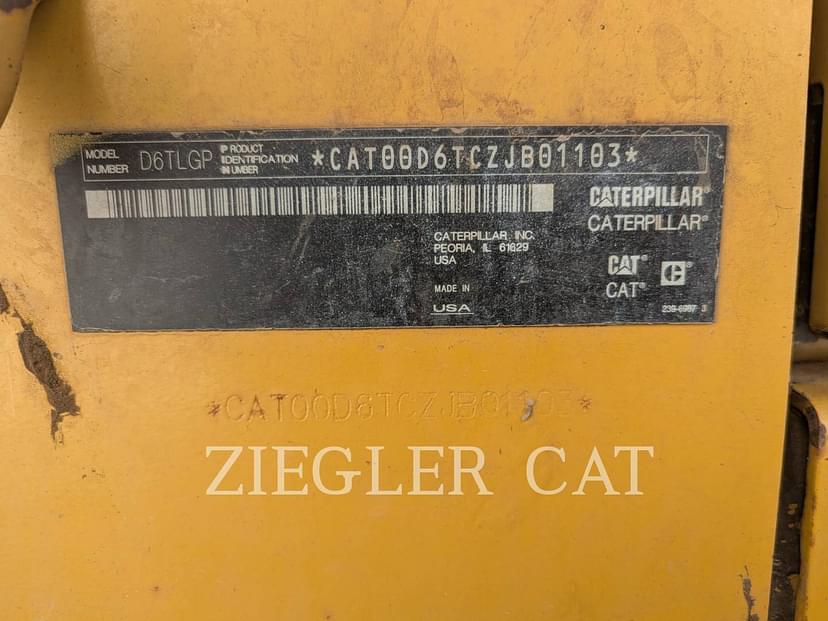 MODEL NUMBER D6TLGP PRODUCT IDENTIFICATION NUMBER *CAT00D6TCZJB01103*
CATERPILLAR®
CATERPILLAR®
CATERPILLAR, INC.
PEORIA, IL 61629
USA
CAT®
CAT®
MADE IN
USA
*CAT00D6TCZJB01103*
ZIEGLER CAT